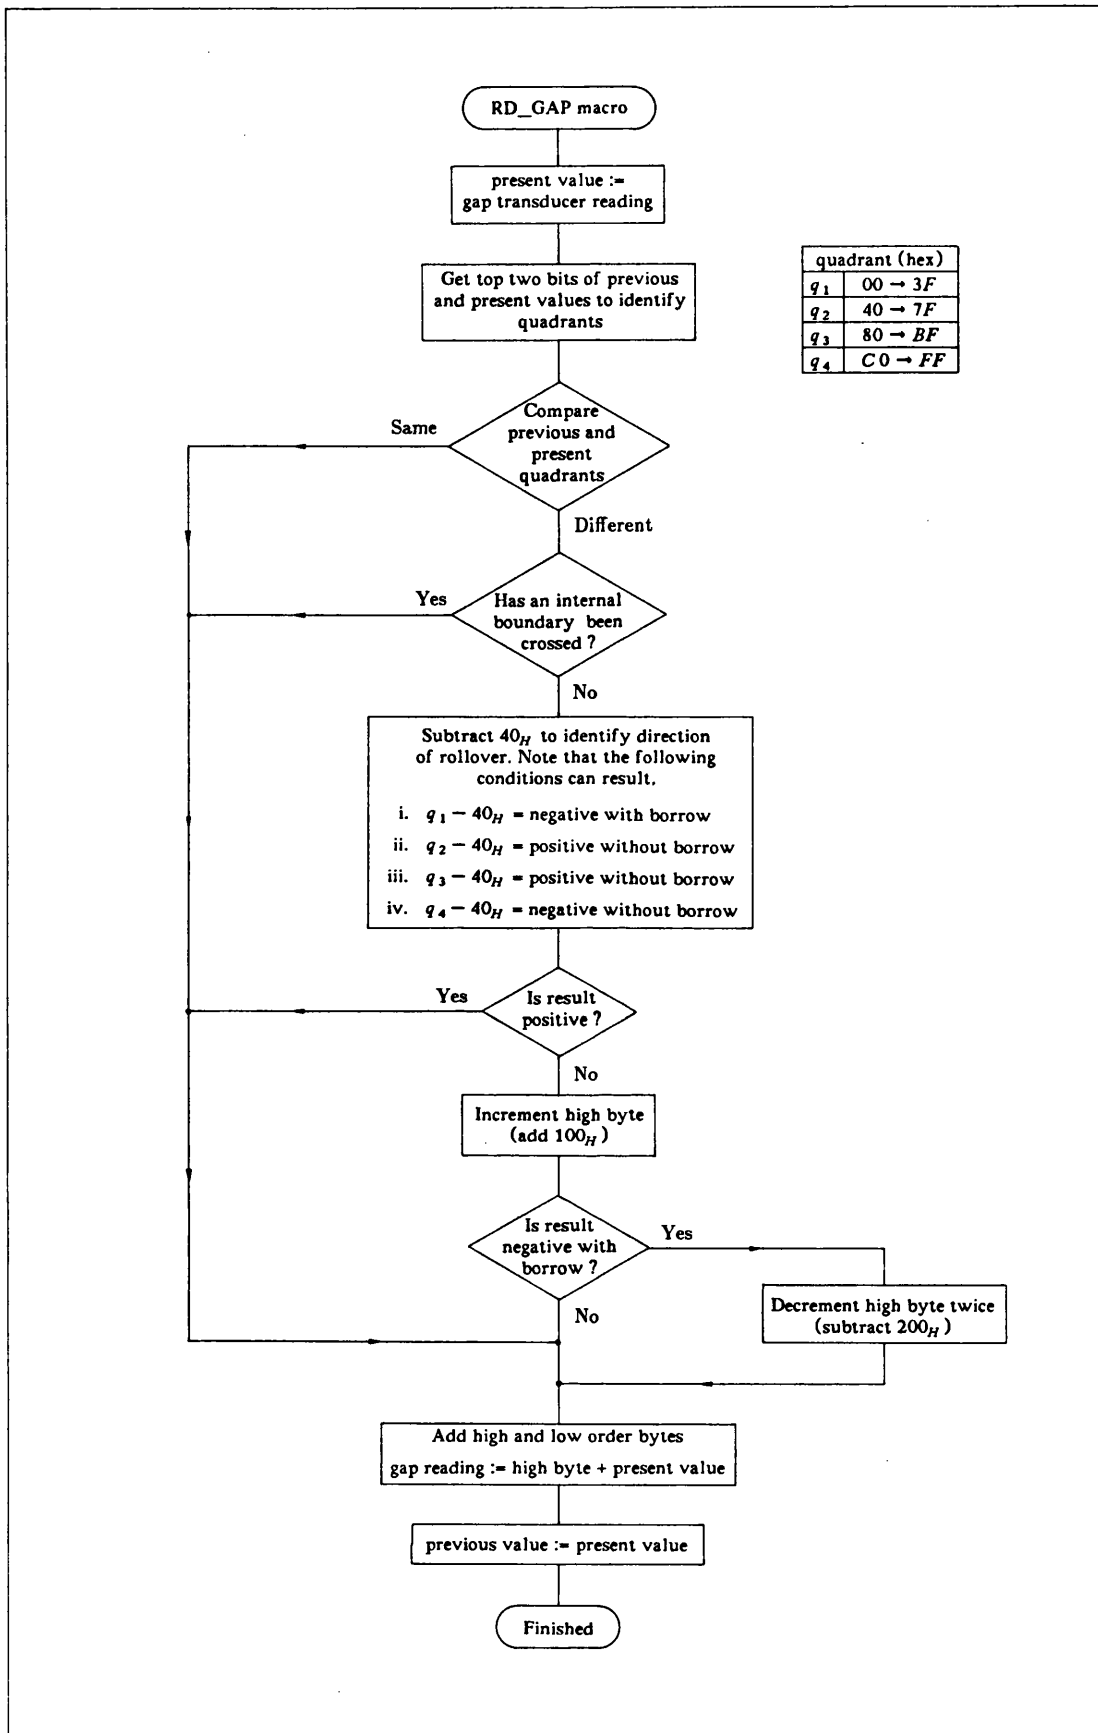 RD_GAP macro
present value :=
gap transducer reading
Get top two bits of previous
and present values to identify
quadrants
quadrant (hex)
q₁ 00 → 3F
q₂ 40 → 7F
q₃ 80 → BF
q₄ C0 → FF
Compare
previous and
present
quadrants
Same
Different
Has an internal
boundary been
crossed ?
Yes
No
Subtract 40H to identify direction
of rollover. Note that the following
conditions can result.
i. q₁ − 40H = negative with borrow
ii. q₂ − 40H = positive without borrow
iii. q₃ − 40H = positive without borrow
iv. q₄ − 40H = negative without borrow
Is result
positive ?
Yes
No
Increment high byte
(add 100H)
Is result
negative with
borrow ?
Yes
No
Decrement high byte twice
(subtract 200H)
Add high and low order bytes
gap reading := high byte + present value
previous value := present value
Finished